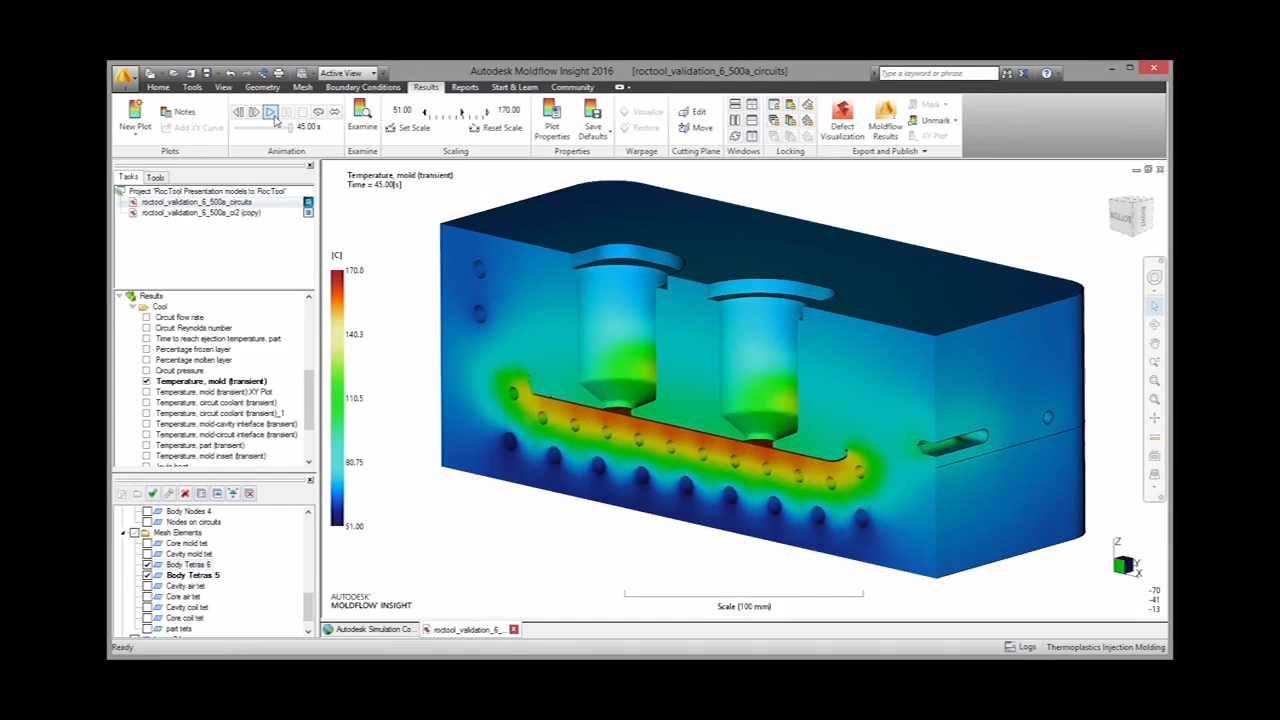 Active View
Autodesk Moldflow Insight 2016 [roctool_validation_6_500a_circuits]
Type a keyword or phrase
Home Tools View Geometry Mesh Boundary Conditions Results Reports Start & Learn Community
New Plot
Notes
Add XY Curve
Plots
45.00 s
Animation
Examine
Examine
51.00 170.00
Set Scale Reset Scale
Scaling
Plot Properties
Save Defaults
Properties
Visualize
Restore
Warpage
Edit
Move
Cutting Plane
Windows
Locking
Defect Visualization
Moldflow Results
Mark
Unmark
XY Plot
Export and Publish
Tasks Tools
Project 'RocTool Presentation models to RocTool'
roctool_validation_6_500a_circuits
roctool_validation_6_500a_ci2 (copy)
Results
Cool
Circuit flow rate
Circuit Reynolds number
Time to reach ejection temperature, part
Percentage frozen layer
Percentage molten layer
Circuit pressure
Temperature, mold (transient)
Temperature, mold (transient):XY Plot
Temperature, circuit coolant (transient)
Temperature, circuit coolant (transient)_1
Temperature, mold-cavity interface (transient)
Temperature, mold-circuit interface (transient)
Temperature, part (transient)
Temperature, mold insert (transient)
Body Nodes 4
Nodes on circuits
Mesh Elements
Core mold tet
Cavity mold tet
Body Tetras 6
Body Tetras 5
Cavity air tet
Core air tet
Cavity coil tet
Core coil tet
part tets
Temperature, mold (transient)
Time = 45.00[s]
[C]
170.0
140.3
110.5
80.75
51.00
BOTTOM
RIGHT
Z
Y
X
-70
-41
-13
AUTODESK
MOLDFLOW INSIGHT
Scale (100 mm)
Autodesk Simulation Co...
roctool_validation_6_...
Ready
Logs
Thermoplastics Injection Molding